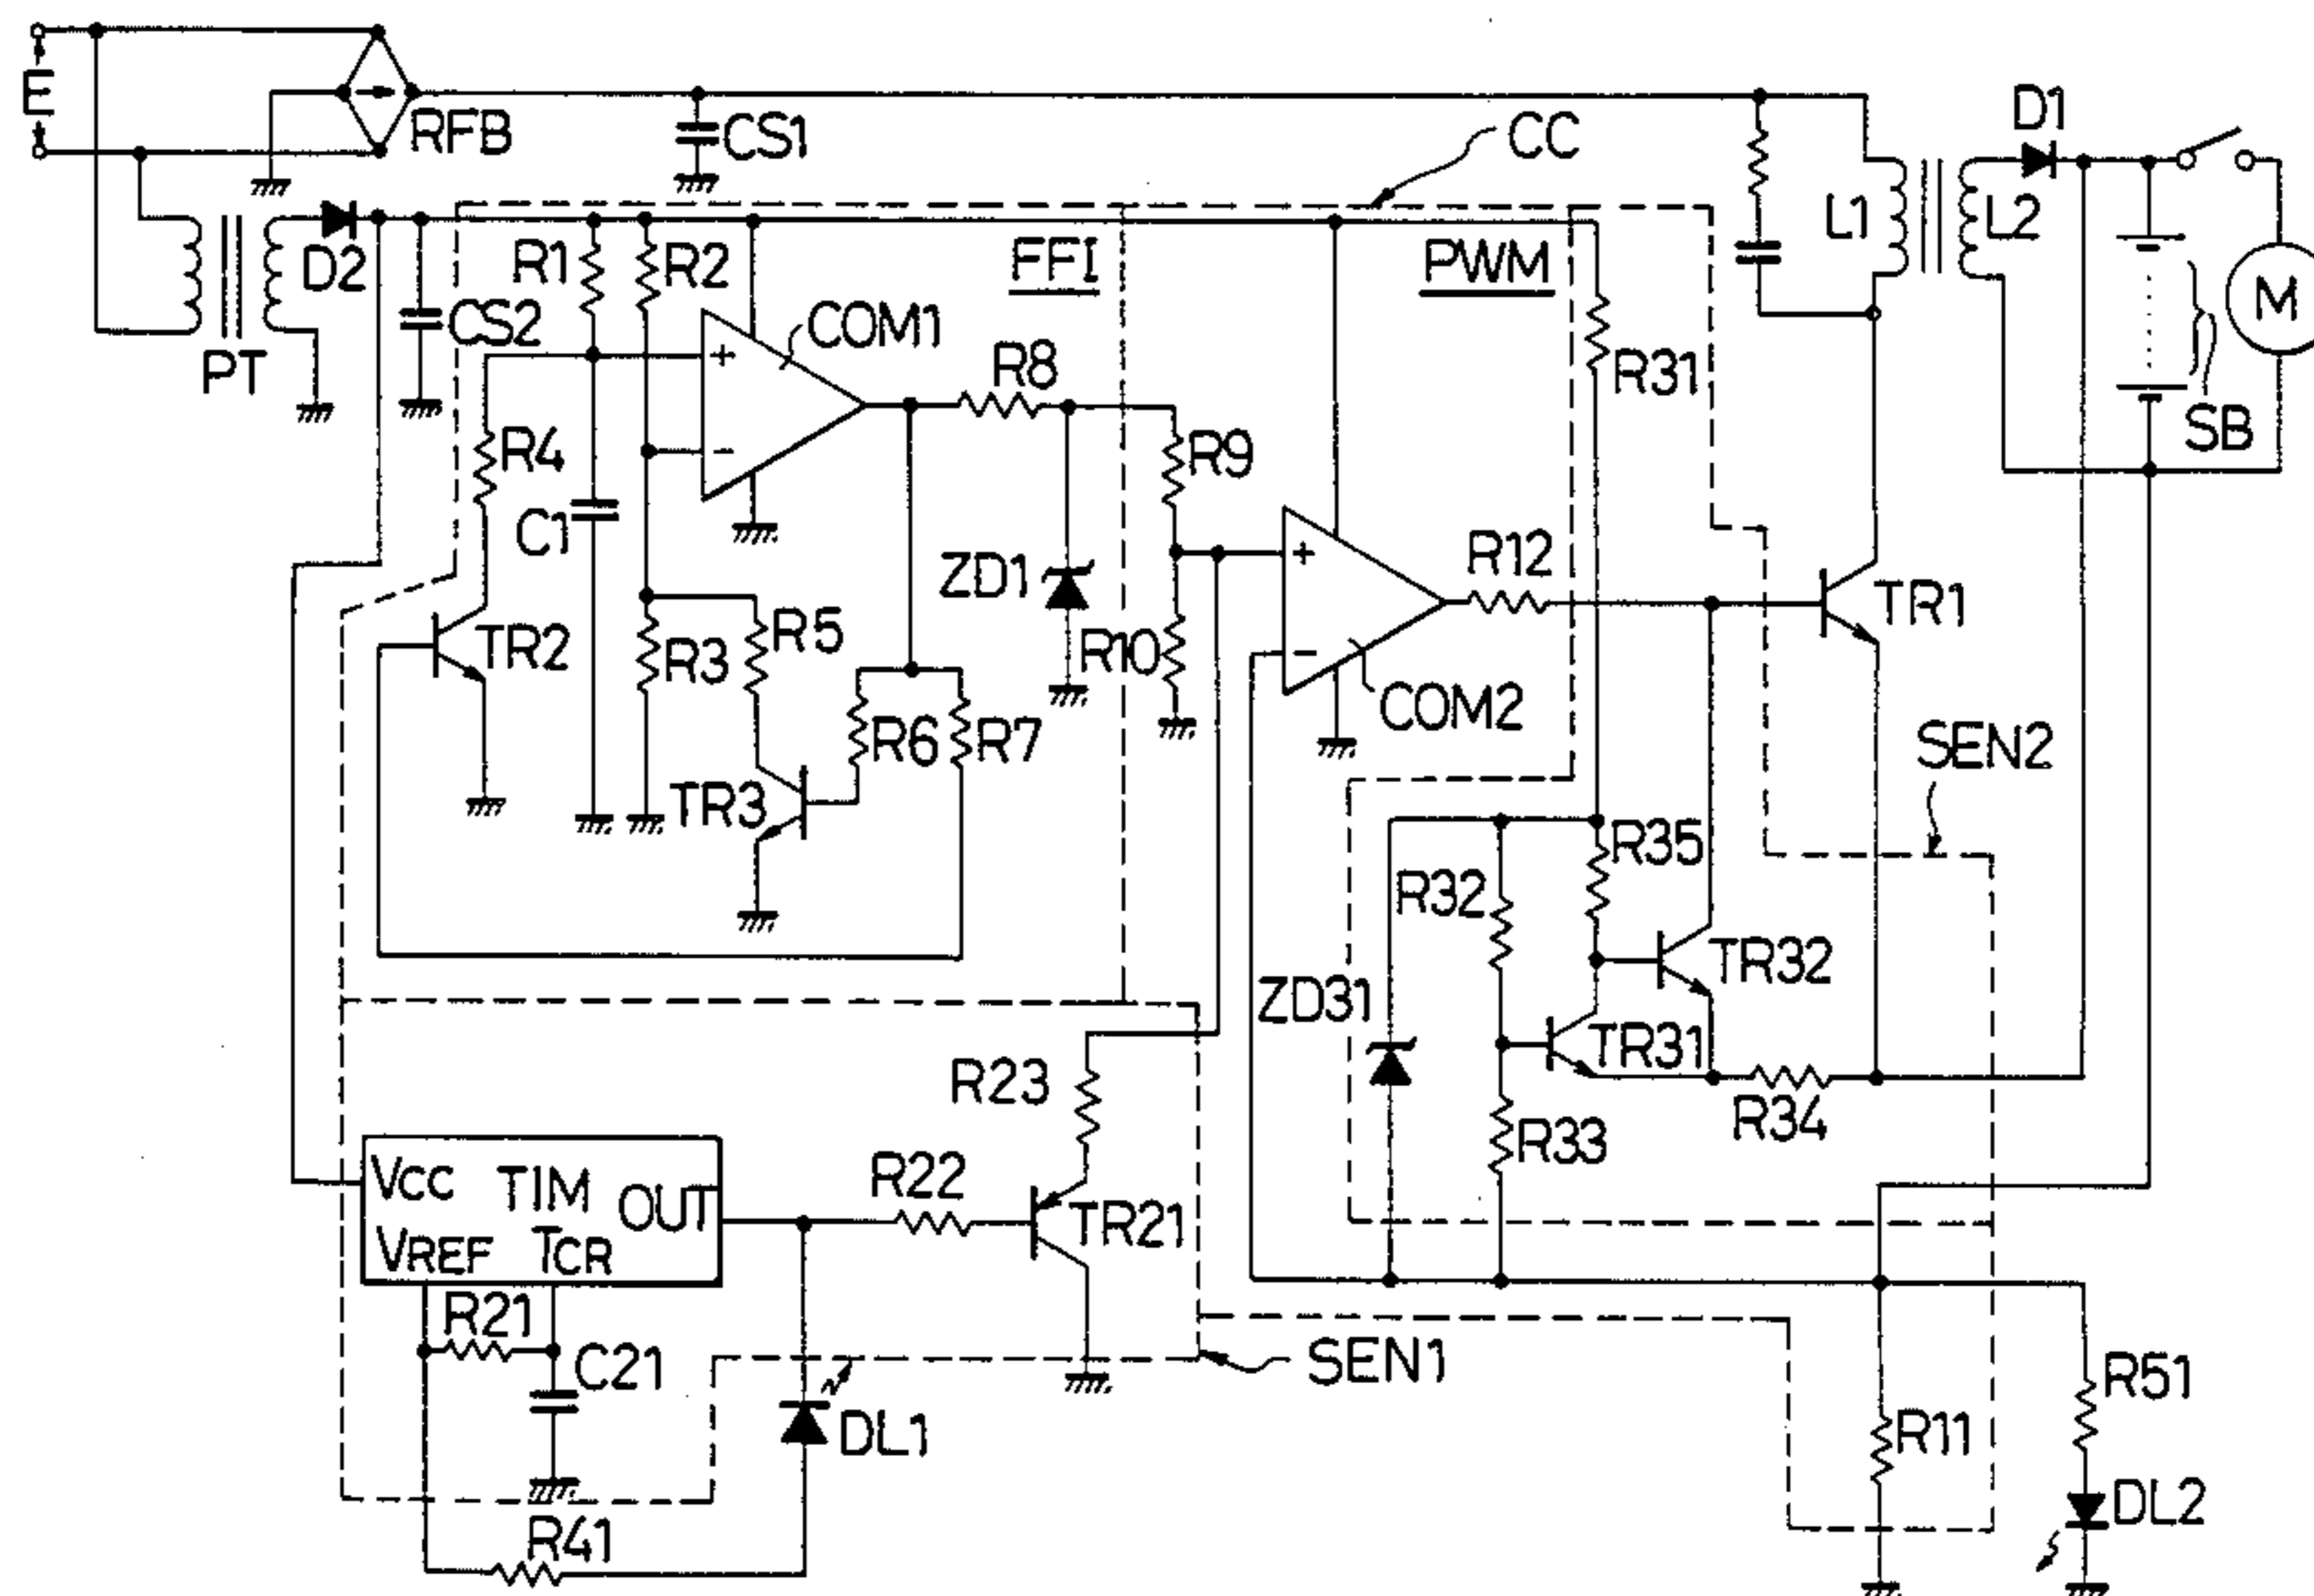 E
RFB
CS1
CC
D1
L1
L2
D2
R1
R2
FFI
PWM
M
CS2
COM1
PT
R8
R31
SB
R4
R9
C1
R12
ZD1
TR1
TR2
R3
R5
R10
COM2
R6
R7
SEN2
TR3
R35
R32
TR32
ZD31
TR31
R23
R34
R33
VCC
TIM
OUT
R22
TR21
VREF
TCR
R21
C21
SEN1
R51
DL1
R11
DL2
R41
+
−
+
−